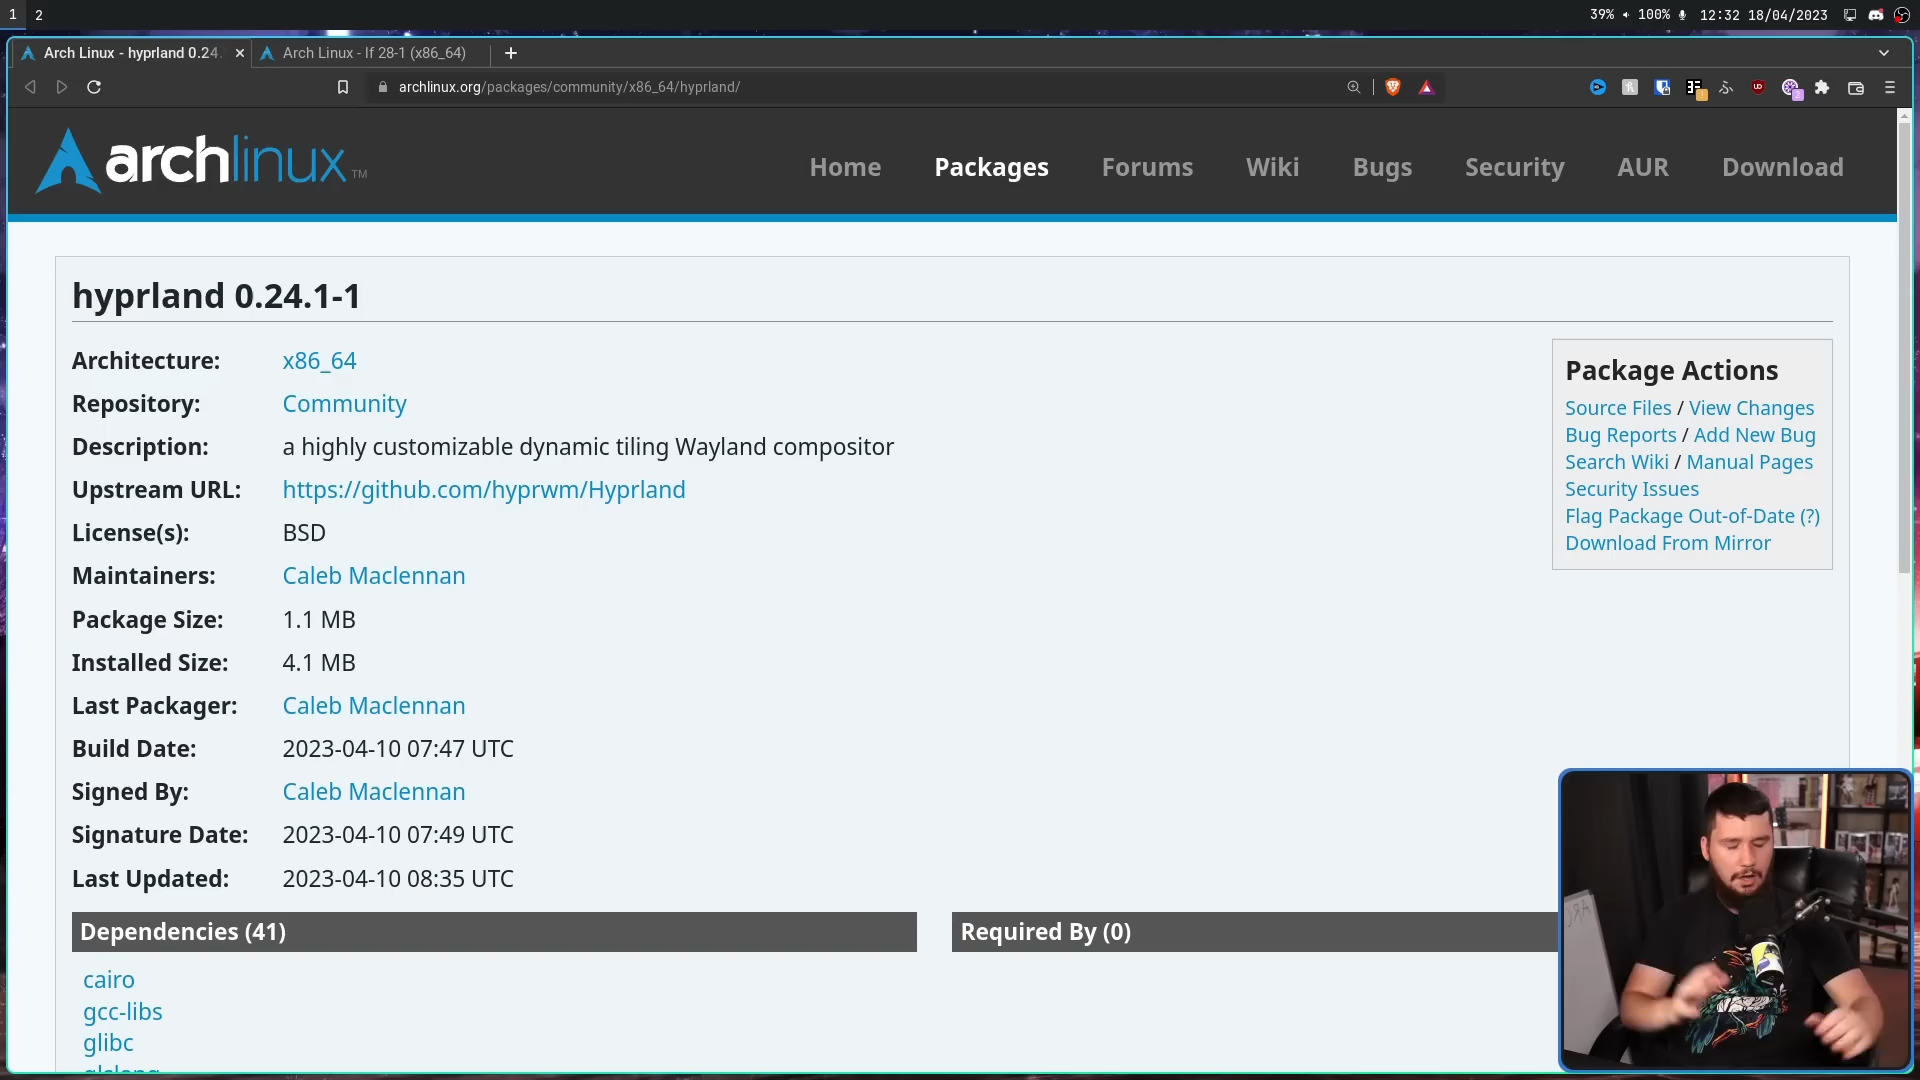 1 2 39% 100% 12:32 18/04/2023
Arch Linux - hyprland 0.24. Arch Linux - lf 28-1 (x86_64)
archlinux.org/packages/community/x86_64/hyprland/
archlinux™ Home Packages Forums Wiki Bugs Security AUR Download
hyprland 0.24.1-1
Architecture: x86_64
Repository: Community
Description: a highly customizable dynamic tiling Wayland compositor
Upstream URL: https://github.com/hyprwm/Hyprland
License(s): BSD
Maintainers: Caleb Maclennan
Package Size: 1.1 MB
Installed Size: 4.1 MB
Last Packager: Caleb Maclennan
Build Date: 2023-04-10 07:47 UTC
Signed By: Caleb Maclennan
Signature Date: 2023-04-10 07:49 UTC
Last Updated: 2023-04-10 08:35 UTC
Package Actions
Source Files / View Changes
Bug Reports / Add New Bug
Search Wiki / Manual Pages
Security Issues
Flag Package Out-of-Date (?)
Download From Mirror
Dependencies (41)
cairo
gcc-libs
glibc
Required By (0)